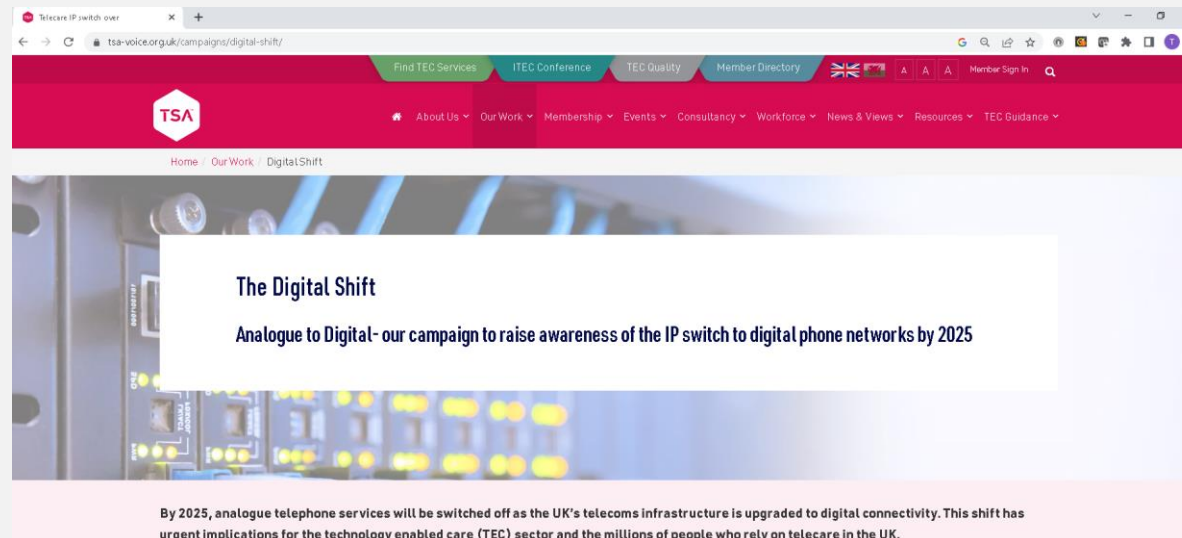 Telecare IP switch over
tsa-voice.org.uk/campaigns/digital-shift/
Find TEC Services ITEC Conference TEC Quality Member Directory A A A Member Sign In
TSA
About Us Our Work Membership Events Consultancy Workforce News & Views Resources TEC Guidance
Home / Our Work / Digital Shift
The Digital Shift
Analogue to Digital- our campaign to raise awareness of the IP switch to digital phone networks by 2025
By 2025, analogue telephone services will be switched off as the UK's telecoms infrastructure is upgraded to digital connectivity. This shift has
urgent implications for the technology enabled care (TEC) sector and the millions of people who rely on telecare in the UK.